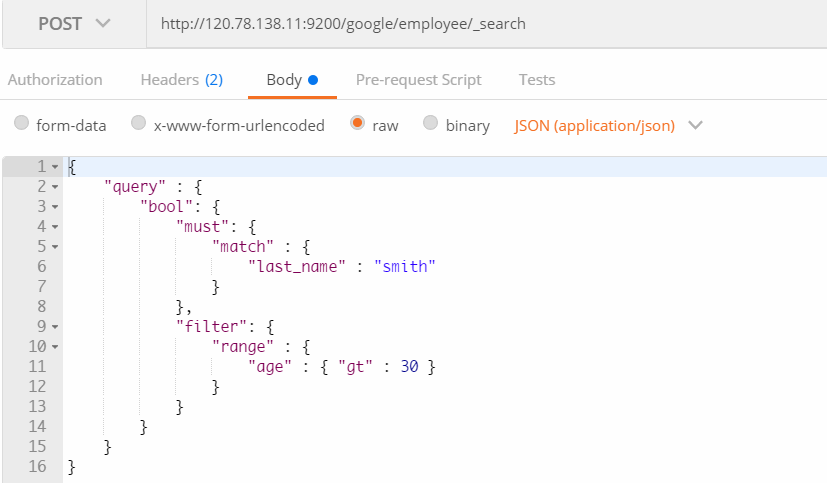 POST http://120.78.138.11:9200/google/employee/_search
Authorization Headers (2) Body Pre-request Script Tests
form-data x-www-form-urlencoded raw binary JSON (application/json)
1 {
2 "query" : {
3 "bool": {
4 "must": {
5 "match" : {
6 "last_name" : "smith"
7 }
8 },
9 "filter": {
10 "range" : {
11 "age" : { "gt" : 30 }
12 }
13 }
14 }
15 }
16 }